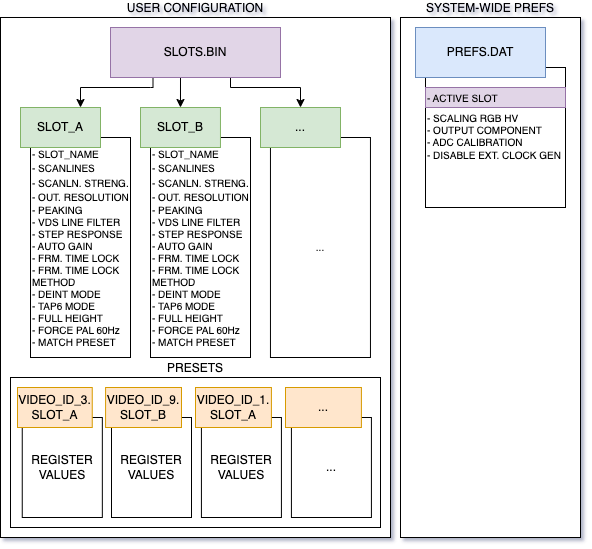 USER CONFIGURATION
SLOTS.BIN
SLOT_A
- SLOT_NAME
- SCANLINES
- SCANLN. STRENG.
- OUT. RESOLUTION
- PEAKING
- VDS LINE FILTER
- STEP RESPONSE
- AUTO GAIN
- FRM. TIME LOCK
- FRM. TIME LOCK
METHOD
- DEINT MODE
- TAP6 MODE
- FULL HEIGHT
- FORCE PAL 60Hz
- MATCH PRESET
SLOT_B
- SLOT_NAME
- SCANLINES
- SCANLN. STRENG.
- OUT. RESOLUTION
- PEAKING
- VDS LINE FILTER
- STEP RESPONSE
- AUTO GAIN
- FRM. TIME LOCK
- FRM. TIME LOCK
METHOD
- DEINT MODE
- TAP6 MODE
- FULL HEIGHT
- FORCE PAL 60Hz
- MATCH PRESET
...
...
PRESETS
VIDEO_ID_3.
SLOT_A
REGISTER
VALUES
VIDEO_ID_9.
SLOT_B
REGISTER
VALUES
VIDEO_ID_1.
SLOT_A
REGISTER
VALUES
...
...
SYSTEM-WIDE PREFS
PREFS.DAT
- ACTIVE SLOT
- SCALING RGB HV
- OUTPUT COMPONENT
- ADC CALIBRATION
- DISABLE EXT. CLOCK GEN